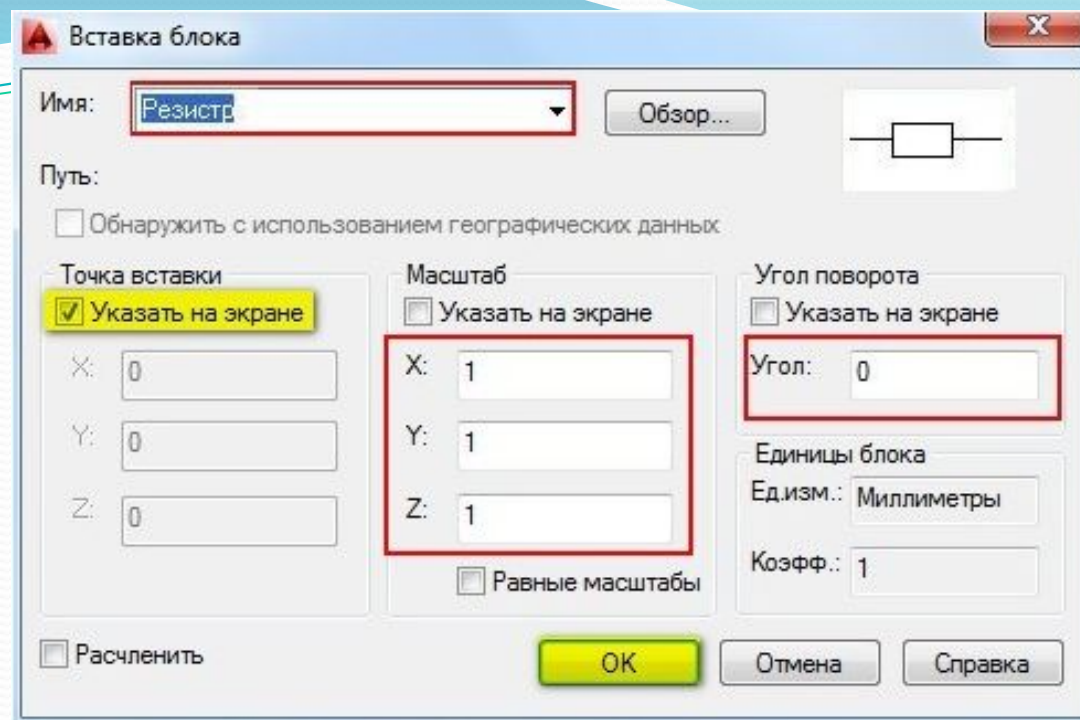 Вставка блока
Имя: Резистр Обзор...
Путь:
Обнаружить с использованием географических данных
Точка вставки
Указать на экране
X: 0
Y: 0
Z: 0
Масштаб
Указать на экране
X: 1
Y: 1
Z: 1
Равные масштабы
Угол поворота
Указать на экране
Угол: 0
Единицы блока
Ед.изм.: Миллиметры
Коэфф.: 1
Расчленить
OK Отмена Справка